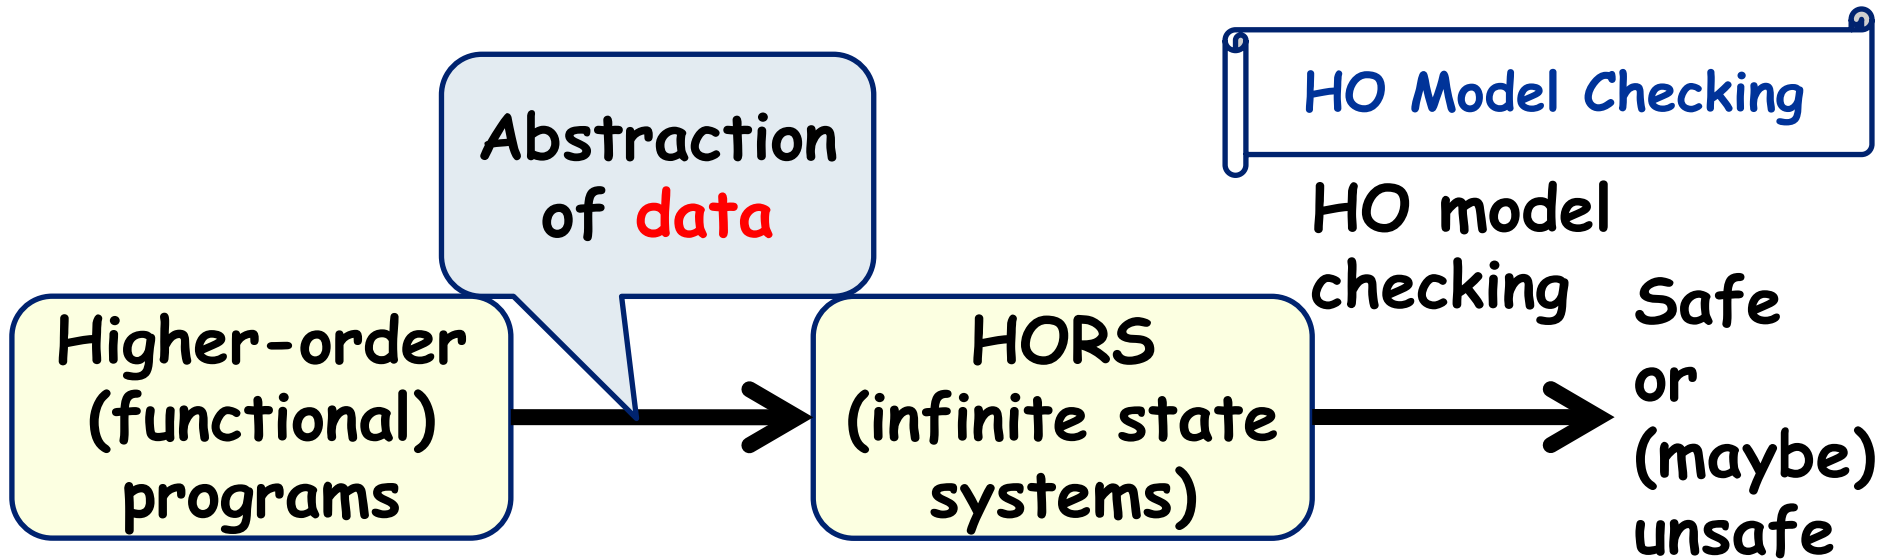 HO Model Checking
Abstraction
of data
HO model
checking
Higher-order
(functional)
programs
HORS
(infinite state
systems)
Safe
or
(maybe)
unsafe